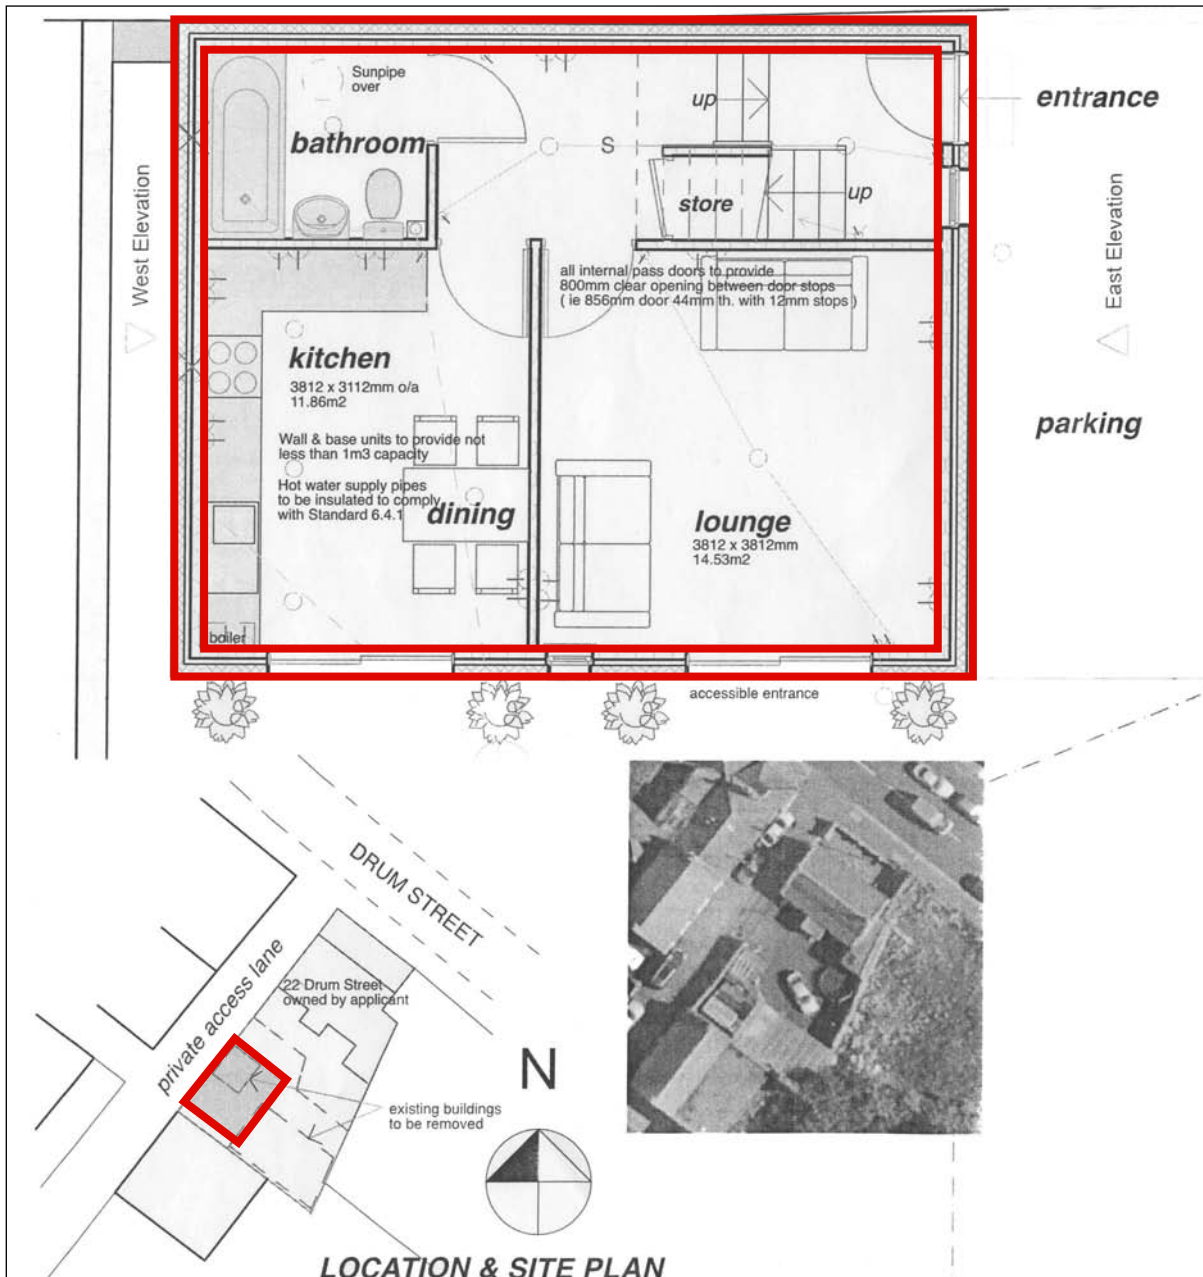 Sunpipe
over
bathroom
up
entrance
S
store
up
West Elevation
East Elevation
all internal pass doors to provide
800mm clear opening between door stops
( ie 856mm door 44mm th. with 12mm stops )
kitchen
3812 x 3112mm o/a
11.86m2
parking
Wall & base units to provide not
less than 1m3 capacity
Hot water supply pipes
to be insulated to comply
with Standard 6.4.1
dining
lounge
3812 x 3812mm
14.53m2
boiler
accessible entrance
DRUM STREET
private access lane
22 Drum Street
owned by applicant
N
existing buildings
to be removed
LOCATION & SITE PLAN